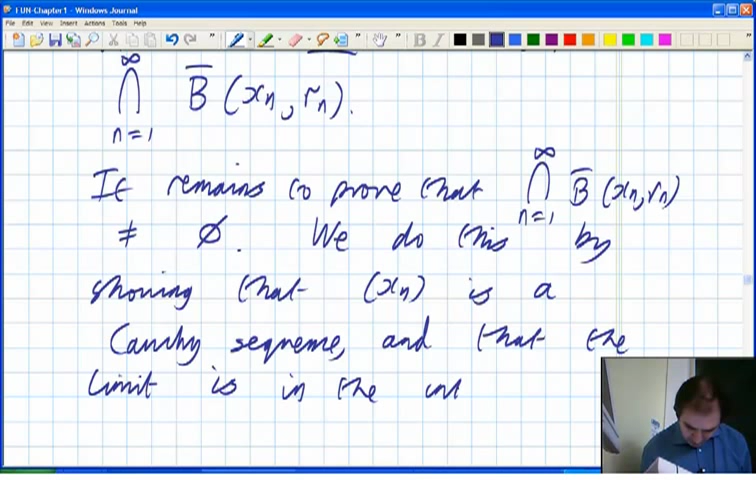 FUN-Chapter1 - Windows Journal
File Edit View Insert Actions Tools Help
∞
⋂ B̅ (xn, rn).
n=1
It remains to prove that ∞⋂n=1 B̅ (xn, rn)
≠ ∅. We do this by
showing that (xn) is a
Cauchy sequence, and that the
limit is in the int